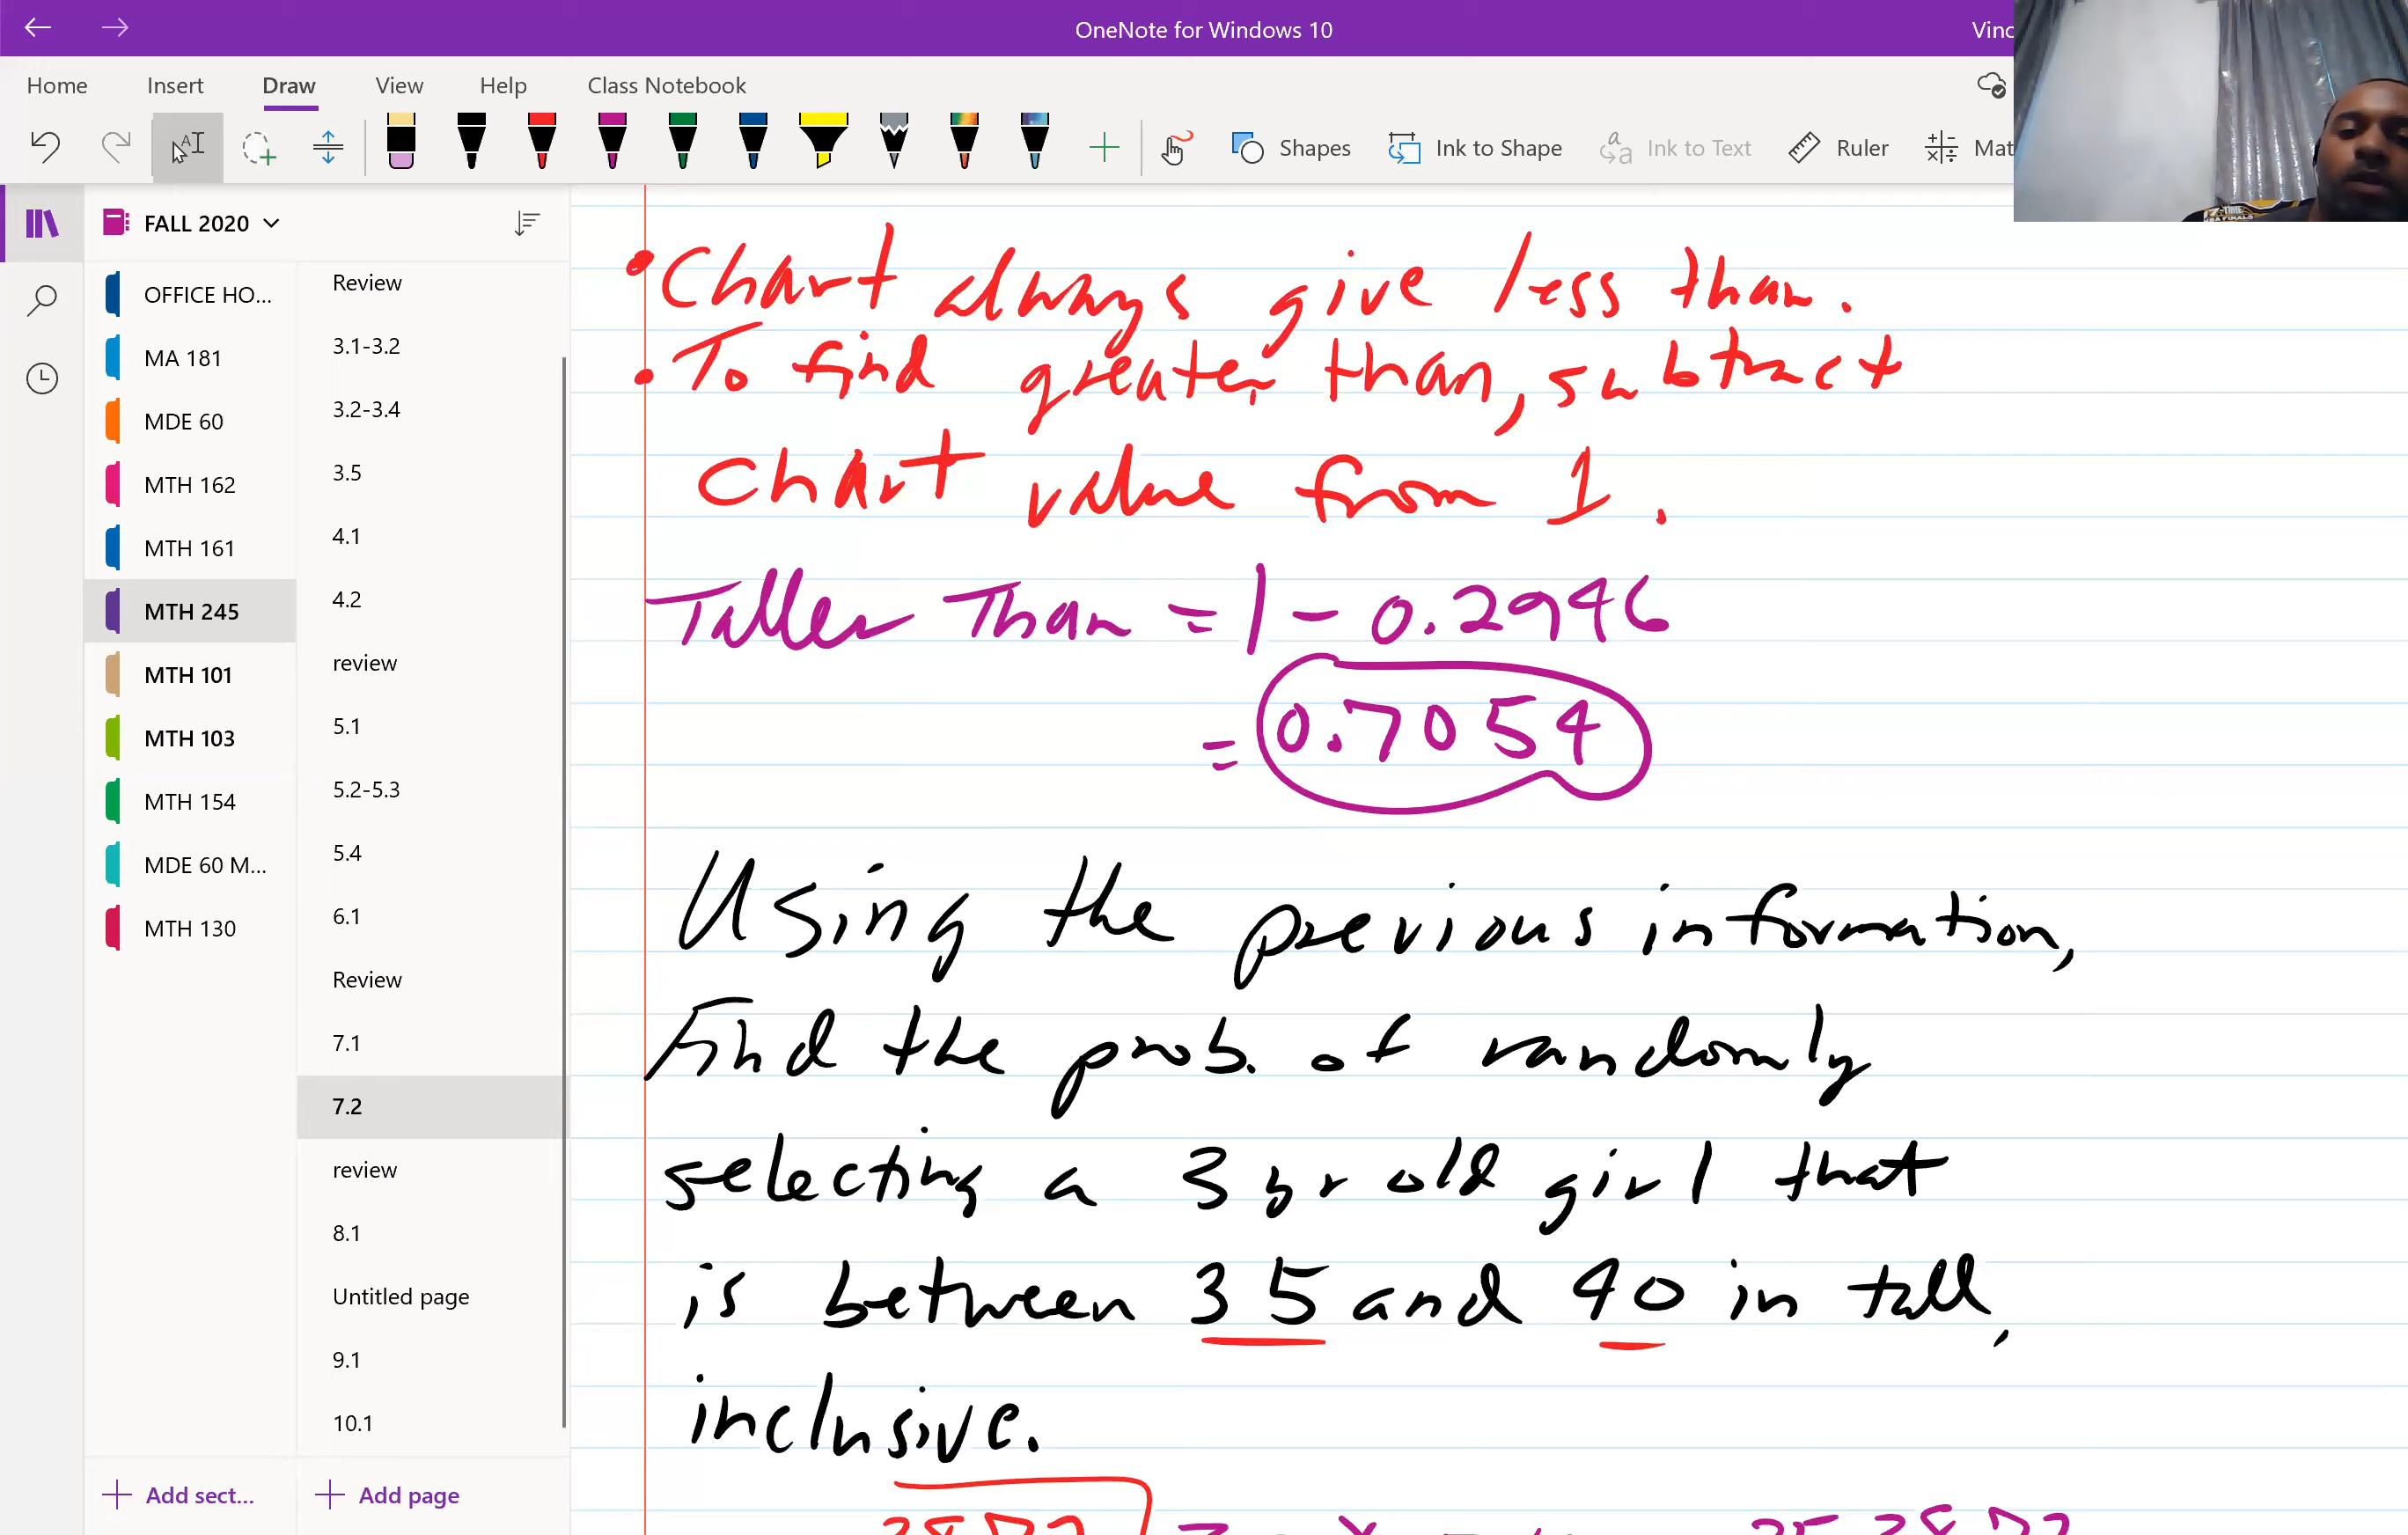 OneNote for Windows 10
Vinc
Home Insert Draw View Help Class Notebook
Shapes Ink to Shape Ink to Text Ruler Mat
FALL 2020
OFFICE HO...
MA 181
MDE 60
MTH 162
MTH 161
MTH 245
MTH 101
MTH 103
MTH 154
MDE 60 M...
MTH 130
Add sect...
Review
3.1-3.2
3.2-3.4
3.5
4.1
4.2
review
5.1
5.2-5.3
5.4
6.1
Review
7.1
7.2
review
8.1
Untitled page
9.1
10.1
Add page
• Chart always give less than.
• To find greater than, subtract
Chart value from 1.
Taller Than = 1 - 0.2946
= 0.7054
Using the previous information,
Find the prob. of randomly
selecting a 3 yr old girl that
is between 35 and 40 in tall,
inclusive.